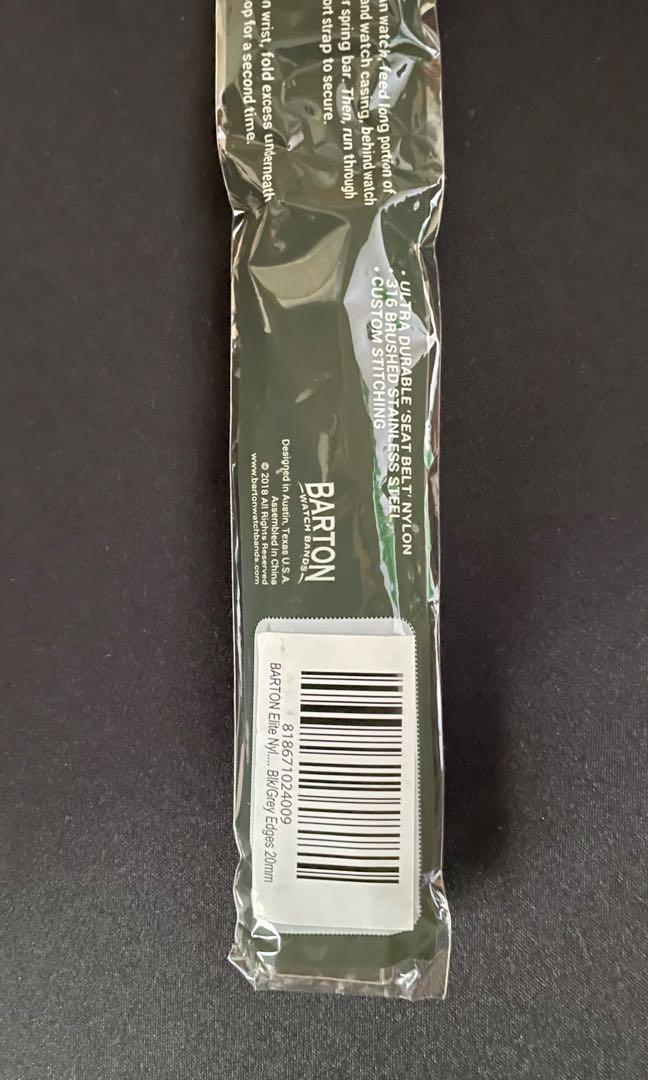 an watch, feed long portion of
and watch casing, behind watch
r spring bar. Then, run through
ort strap to secure.
n wrist, fold excess underneath
op for a second time.
• ULTRA DURABLE 'SEAT BELT' NYLON
• 316 BRUSHED STAINLESS STEEL
• CUSTOM STITCHING
BARTON
WATCH BANDS
Designed in Austin, Texas U.S.A.
Assembled in China
© 2018 All Rights Reserved
www.bartonwatchbands.com
818671024009
BARTON Elite Nyl.... Blk/Grey Edges 20mm